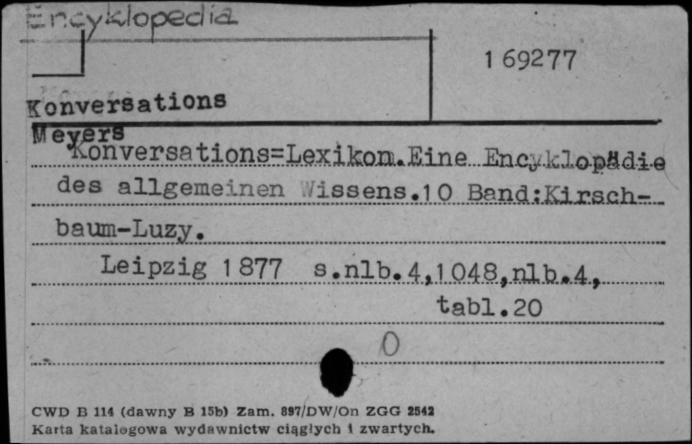 Encyklopedia
169277
Konversations
Meyers
Konversations=Lexikon.Eine Encyklopädie
des allgemeinen Wissens.10 Band:Kirsch-
baum-Luzy.
Leipzig 1877 s.nlb.4,1048,nlb.4,
tabl.20
0
CWD B 114 (dawny B 15b) Zam. 897/DW/On ZGG 2542
Karta katalogowa wydawnictw ciągłych i zwartych.